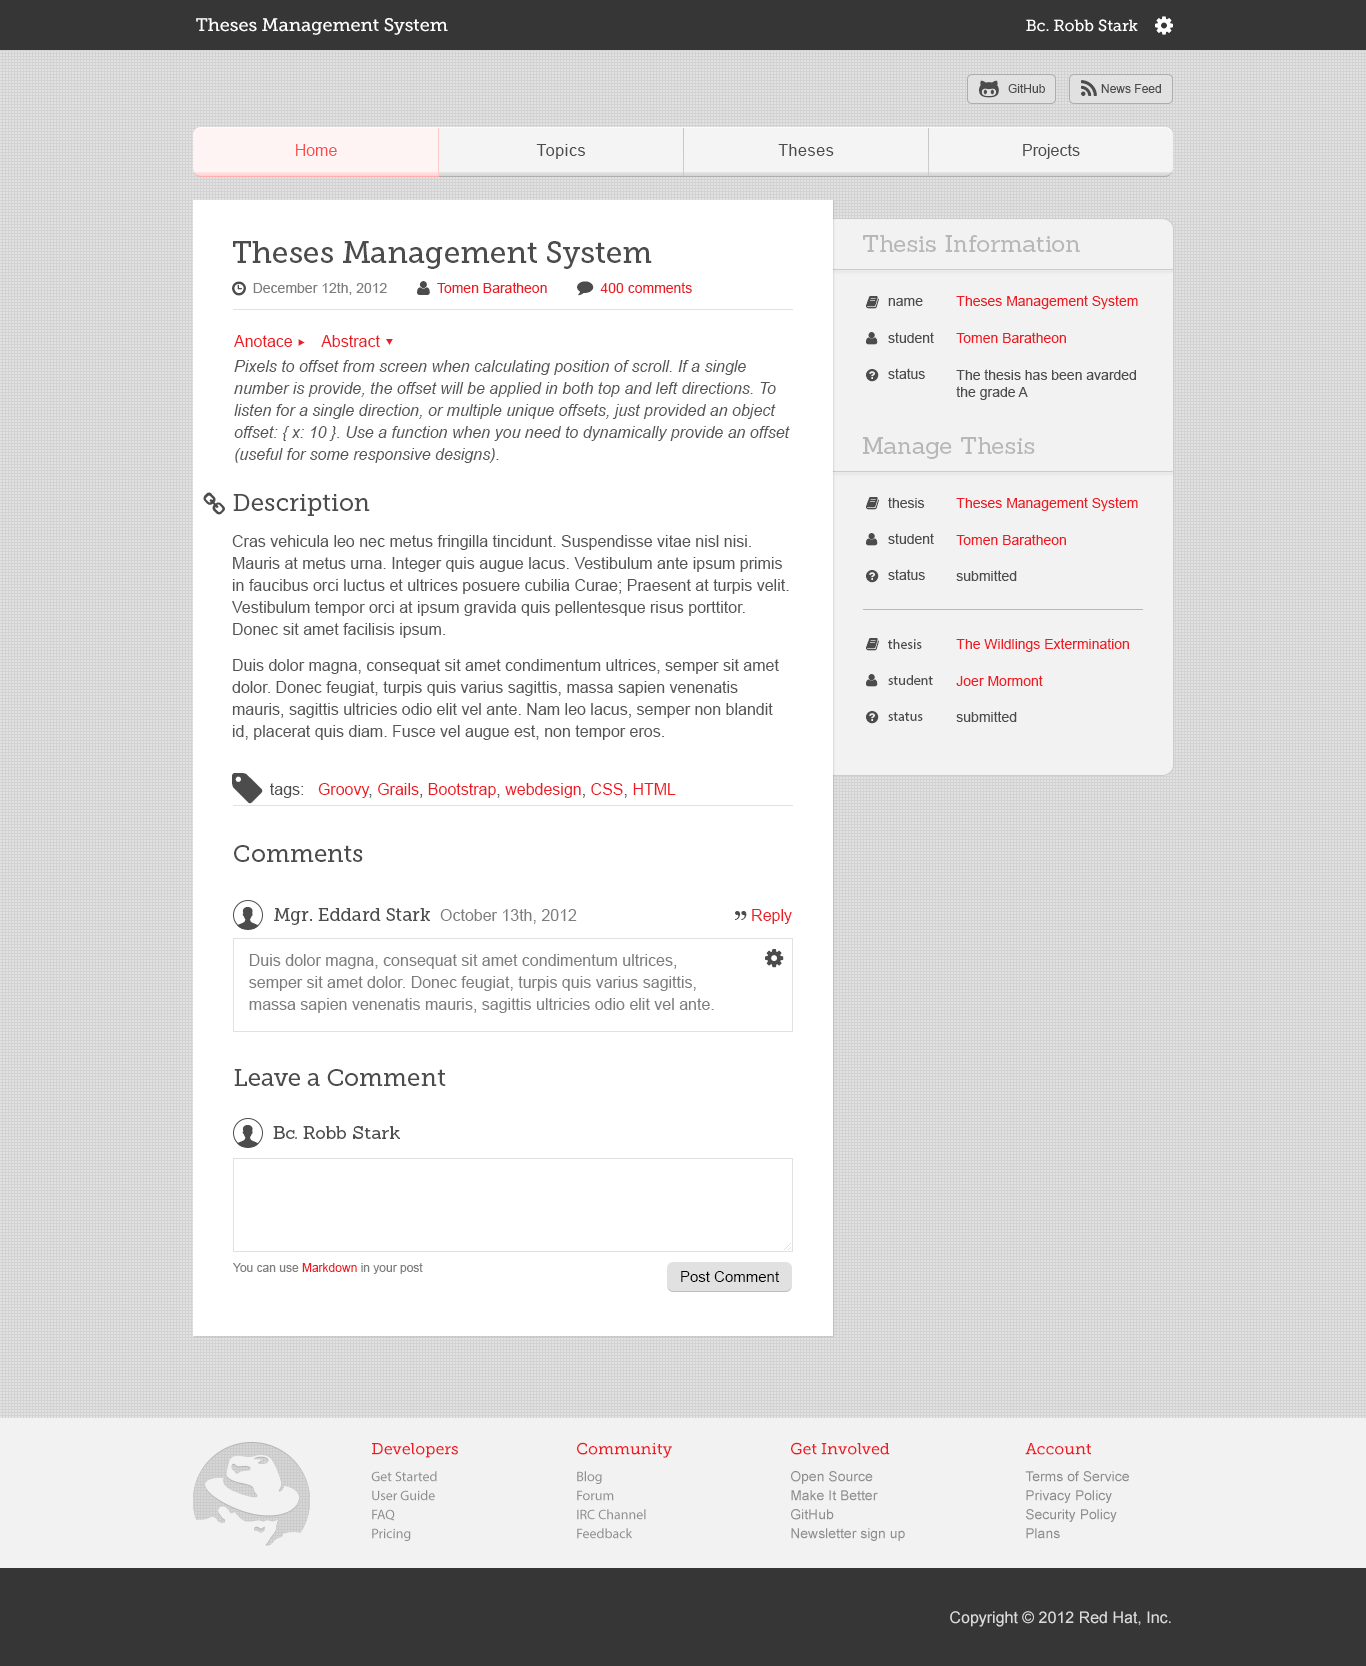 Theses Management System
Bc. Robb Stark
GitHub
News Feed
Home
Topics
Theses
Projects
Theses Management System
December 12th, 2012
Tomen Baratheon
400 comments
Anotace
Abstract
Pixels to offset from screen when calculating position of scroll. If a single
number is provide, the offset will be applied in both top and left directions. To
listen for a single direction, or multiple unique offsets, just provided an object
offset: { x: 10 }. Use a function when you need to dynamically provide an offset
(useful for some responsive designs).
Description
Cras vehicula leo nec metus fringilla tincidunt. Suspendisse vitae nisl nisi.
Mauris at metus urna. Integer quis augue lacus. Vestibulum ante ipsum primis
in faucibus orci luctus et ultrices posuere cubilia Curae; Praesent at turpis velit.
Vestibulum tempor orci at ipsum gravida quis pellentesque risus porttitor.
Donec sit amet facilisis ipsum.
Duis dolor magna, consequat sit amet condimentum ultrices, semper sit amet
dolor. Donec feugiat, turpis quis varius sagittis, massa sapien venenatis
mauris, sagittis ultricies odio elit vel ante. Nam leo lacus, semper non blandit
id, placerat quis diam. Fusce vel augue est, non tempor eros.
tags: Groovy, Grails, Bootstrap, webdesign, CSS, HTML
Comments
Mgr. Eddard Stark October 13th, 2012
Reply
Duis dolor magna, consequat sit amet condimentum ultrices,
semper sit amet dolor. Donec feugiat, turpis quis varius sagittis,
massa sapien venenatis mauris, sagittis ultricies odio elit vel ante.
Leave a Comment
Bc. Robb Stark
You can use Markdown in your post
Post Comment
Thesis Information
name Theses Management System
student Tomen Baratheon
status The thesis has been avarded
the grade A
Manage Thesis
thesis Theses Management System
student Tomen Baratheon
status submitted
thesis The Wildlings Extermination
student Joer Mormont
status submitted
Developers
Get Started
User Guide
FAQ
Pricing
Community
Blog
Forum
IRC Channel
Feedback
Get Involved
Open Source
Make It Better
GitHub
Newsletter sign up
Account
Terms of Service
Privacy Policy
Security Policy
Plans
Copyright © 2012 Red Hat, Inc.